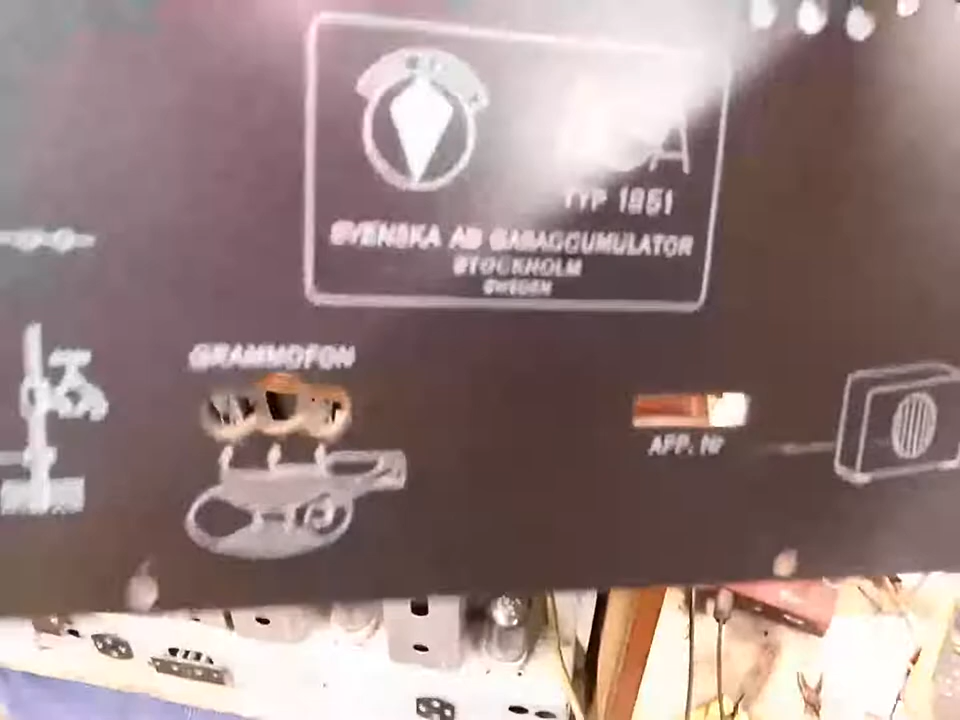 TYP 1951
SVENSKA AB GASACCUMULATOR
STOCKHOLM
SWEDEN
GRAMMOFON
APP. Nr